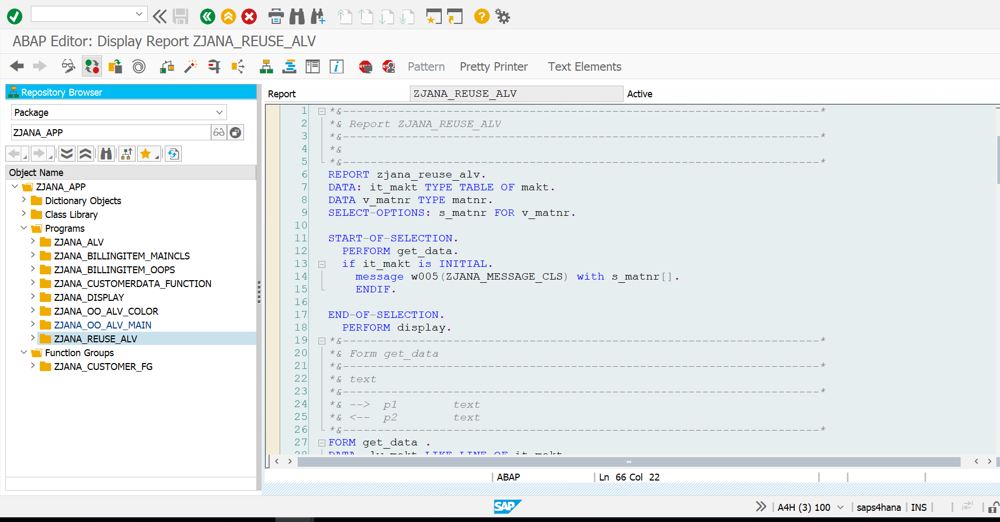 ABAP Editor: Display Report ZJANA_REUSE_ALV
Pattern Pretty Printer Text Elements
Repository Browser
Package
ZJANA_APP
Object Name
ZJANA_APP
Dictionary Objects
Class Library
Programs
ZJANA_ALV
ZJANA_BILLINGITEM_MAINCLS
ZJANA_BILLINGITEM_OOPS
ZJANA_CUSTOMERDATA_FUNCTION
ZJANA_DISPLAY
ZJANA_OO_ALV_COLOR
ZJANA_OO_ALV_MAIN
ZJANA_REUSE_ALV
Function Groups
ZJANA_CUSTOMER_FG
Report ZJANA_REUSE_ALV Active
1 *&---------------------------------------------------------------------*
2 *& Report ZJANA_REUSE_ALV
3 *&---------------------------------------------------------------------*
4 *&
5 *&---------------------------------------------------------------------*
6 REPORT zjana_reuse_alv.
7 DATA: it_makt TYPE TABLE OF makt.
8 DATA v_matnr TYPE matnr.
9 SELECT-OPTIONS: s_matnr FOR v_matnr.
10
11 START-OF-SELECTION.
12 PERFORM get_data.
13 if it_makt is INITIAL.
14 message w005(ZJANA_MESSAGE_CLS) with s_matnr[].
15 ENDIF.
16
17 END-OF-SELECTION.
18 PERFORM display.
19 *&---------------------------------------------------------------------*
20 *& Form get_data
21 *&---------------------------------------------------------------------*
22 *& text
23 *&---------------------------------------------------------------------*
24 *& --> p1 text
25 *& <-- p2 text
26 *&---------------------------------------------------------------------*
27 FORM get_data .
ABAP Ln 66 Col 22
SAP A4H (3) 100 saps4hana INS